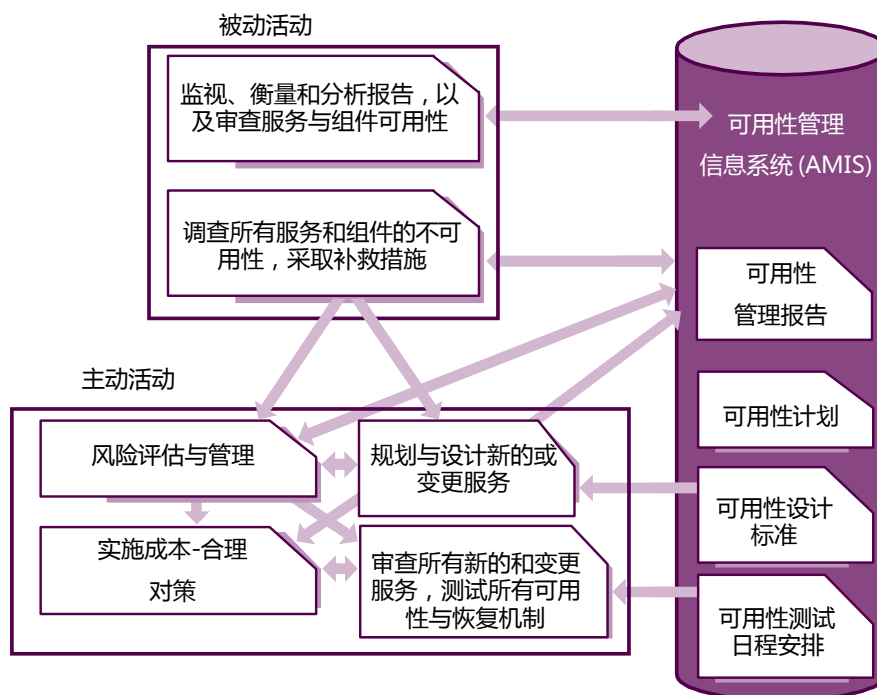 被动活动
监视、衡量和分析报告，以
及审查服务与组件可用性
调查所有服务和组件的不可
用性，采取补救措施
主动活动
风险评估与管理
规划与设计新的或
变更服务
实施成本-合理
对策
审查所有新的和变更
服务，测试所有可用
性与恢复机制
可用性管理
信息系统 (AMIS)
可用性
管理报告
可用性计划
可用性设计
标准
可用性测试
日程安排